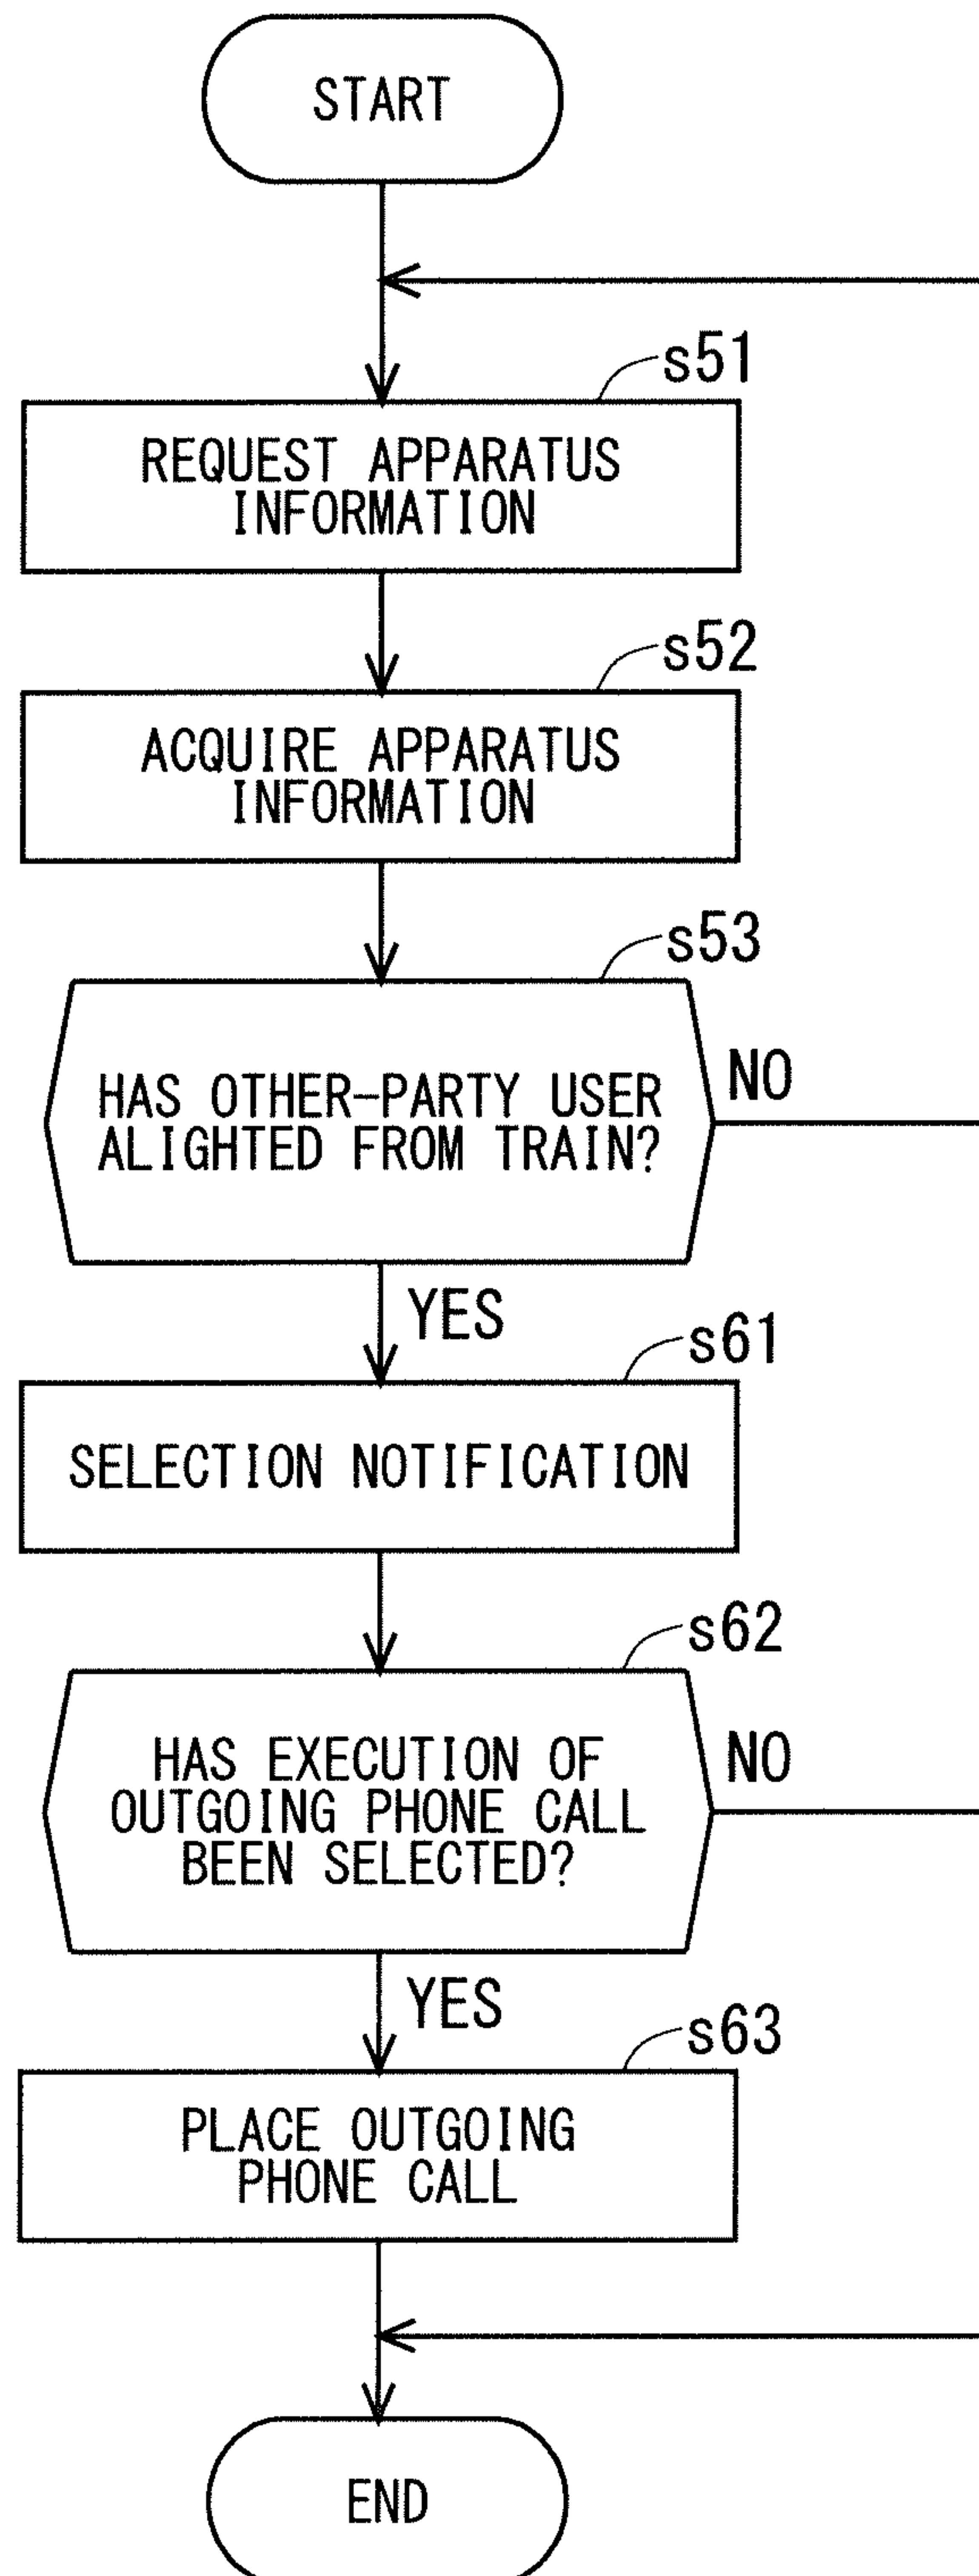 START
s51
REQUEST APPARATUS
INFORMATION
s52
ACQUIRE APPARATUS
INFORMATION
s53
HAS OTHER-PARTY USER
ALIGHTED FROM TRAIN?
NO
YES
s61
SELECTION NOTIFICATION
s62
HAS EXECUTION OF
OUTGOING PHONE CALL
BEEN SELECTED?
NO
YES
s63
PLACE OUTGOING
PHONE CALL
END